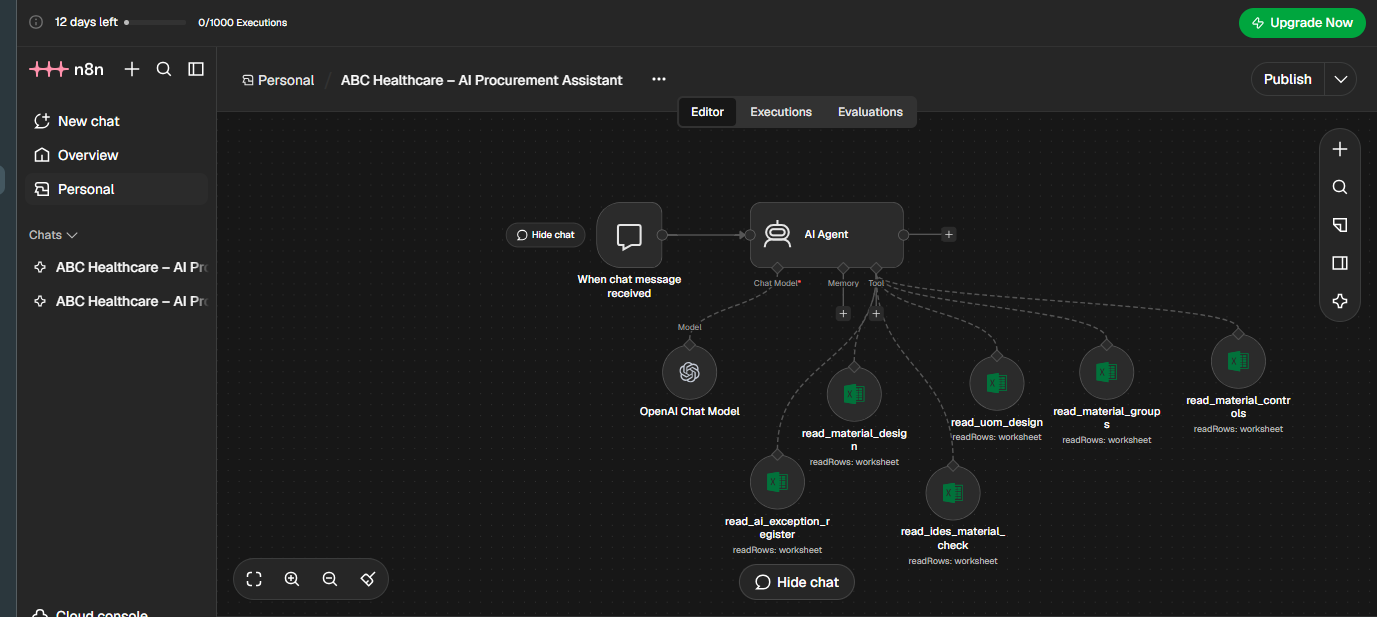 12 days left
0/1000 Executions
Upgrade Now
n8n
Personal / ABC Healthcare – AI Procurement Assistant
Publish
Editor
Executions
Evaluations
New chat
Overview
Personal
Chats
ABC Healthcare – AI Pro
ABC Healthcare – AI Pro
Cloud console
Hide chat
When chat message
received
AI Agent
Chat Model*
Memory
Tool
Model
OpenAI Chat Model
read_material_desig
n
readRows: worksheet
read_uom_design
readRows: worksheet
read_material_group
s
readRows: worksheet
read_material_contr
ols
readRows: worksheet
read_ai_exception_r
egister
readRows: worksheet
read_ides_material_
check
readRows: worksheet
Hide chat